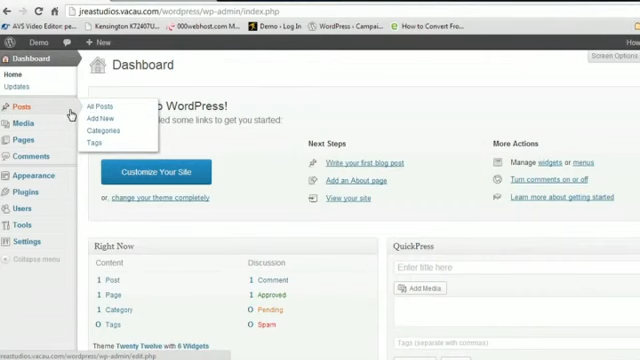 jreastudios.vacau.com/wordpress/wp-admin/index.php
AVS Video Editor: pe...
Kensington K72407U...
000webhost.com - ...
Demo › Log In
WordPress › Campai...
How to Convert Fro...
Demo
+ New
Howdy
Dashboard
Home
Updates
Posts
Media
Pages
Comments
Appearance
Plugins
Users
Tools
Settings
Collapse menu
All Posts
Add New
Categories
Tags
Dashboard
Screen Options
o WordPress!
led some links to get you started:
Customize Your Site
or, change your theme completely
Next Steps
Write your first blog post
Add an About page
View your site
More Actions
Manage widgets or menus
Turn comments on or off
Learn more about getting started
Right Now
Content
1 Post
1 Page
1 Category
0 Tags
Discussion
1 Comment
1 Approved
0 Pending
0 Spam
Theme Twenty Twelve with 6 Widgets
QuickPress
Enter title here
Add Media
Tags (separate with commas)
jreastudios.vacau.com/wordpress/wp-admin/edit.php